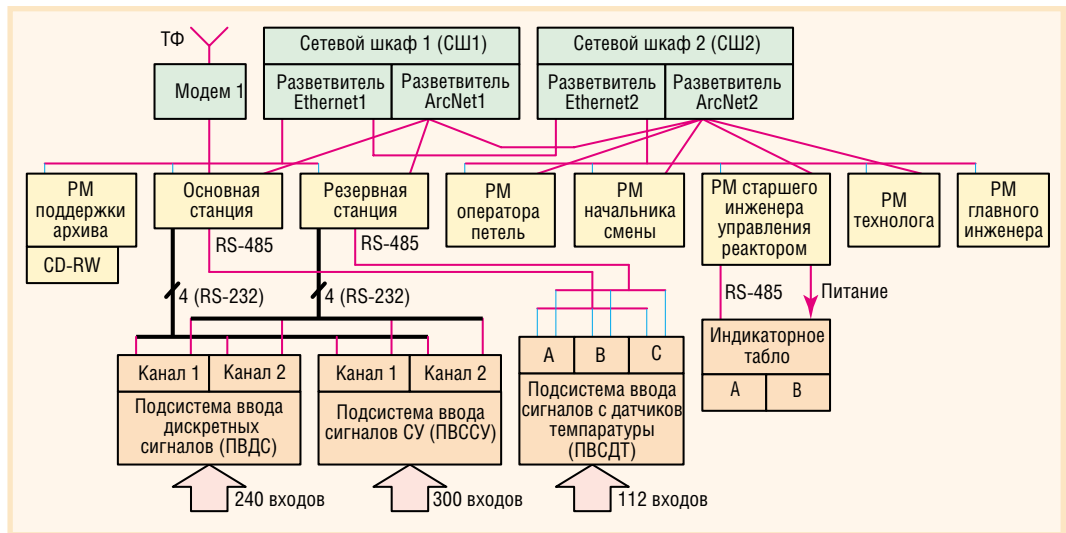 ТФ
Модем 1
Сетевой шкаф 1 (СШ1)
Разветвитель
Ethernet1
Разветвитель
ArcNet1
Сетевой шкаф 2 (СШ2)
Разветвитель
Ethernet2
Разветвитель
ArcNet2
РМ
поддержки
архива
CD-RW
Основная
станция
Резервная
станция
РМ
оператора
петель
РМ
начальника
смены
РМ старшего
инженера
управления
реактором
РМ
технолога
РМ
главного
инженера
RS-485
RS-485
4 (RS-232)
4 (RS-232)
RS-485
Питание
Канал 1
Канал 2
Подсистема ввода
дискретных
сигналов (ПВДС)
Канал 1
Канал 2
Подсистема ввода
сигналов СУ (ПВССУ)
A
B
C
Подсистема ввода
сигналов с датчиков
темпаратуры
(ПВСДТ)
Индикаторное
табло
A
B
240 входов
300 входов
112 входов